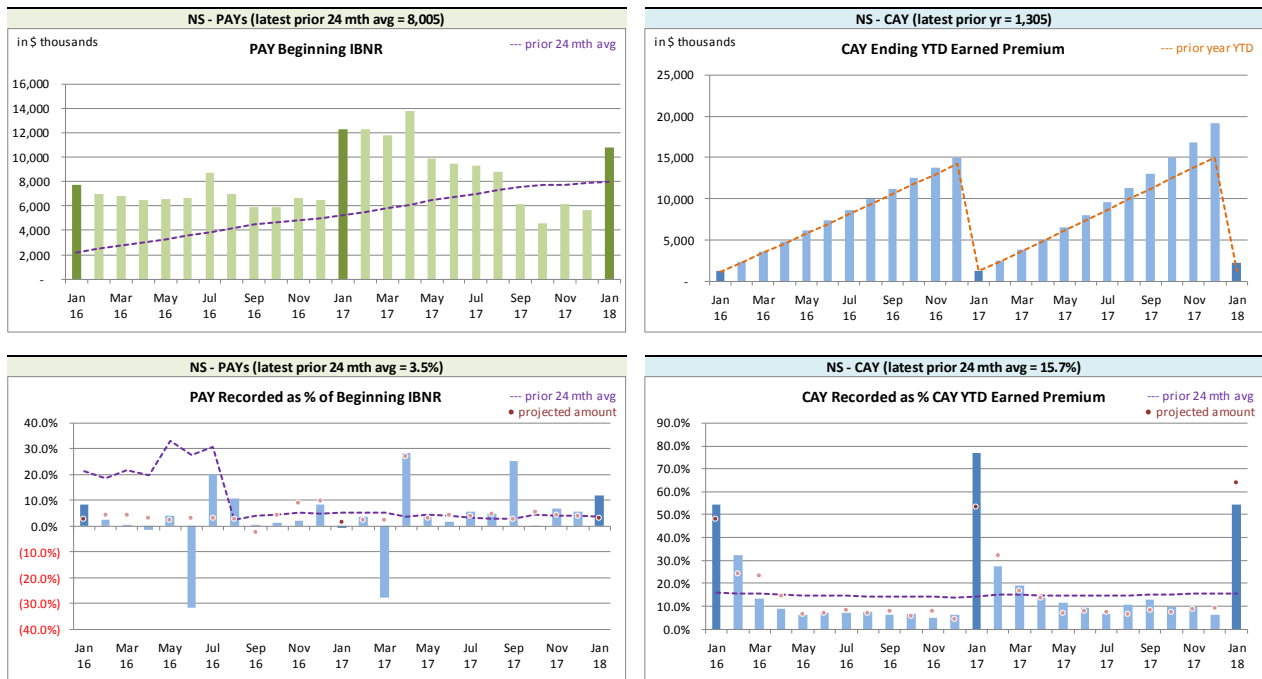 NS - PAYs (latest prior 24 mth avg = 8,005)
in $ thousands
PAY Beginning IBNR
--- prior 24 mth avg
16,000
14,000
12,000
10,000
8,000
6,000
4,000
2,000
-
Jan Mar May Jul Sep Nov Jan Mar May Jul Sep Nov Jan
16 16 16 16 16 16 17 17 17 17 17 17 18
NS - CAY (latest prior yr = 1,305)
in $ thousands
CAY Ending YTD Earned Premium
--- prior year YTD
25,000
20,000
15,000
10,000
5,000
-
Jan Mar May Jul Sep Nov Jan Mar May Jul Sep Nov Jan
16 16 16 16 16 16 17 17 17 17 17 17 18
NS - PAYs (latest prior 24 mth avg = 3.5%)
PAY Recorded as % of Beginning IBNR
--- prior 24 mth avg
• projected amount
40.0%
30.0%
20.0%
10.0%
0.0%
(10.0%)
(20.0%)
(30.0%)
(40.0%)
Jan Mar May Jul Sep Nov Jan Mar May Jul Sep Nov Jan
16 16 16 16 16 16 17 17 17 17 17 17 18
NS - CAY (latest prior 24 mth avg = 15.7%)
CAY Recorded as % CAY YTD Earned Premium
--- prior 24 mth avg
• projected amount
90.0%
80.0%
70.0%
60.0%
50.0%
40.0%
30.0%
20.0%
10.0%
0.0%
Jan Mar May Jul Sep Nov Jan Mar May Jul Sep Nov Jan
16 16 16 16 16 16 17 17 17 17 17 17 18